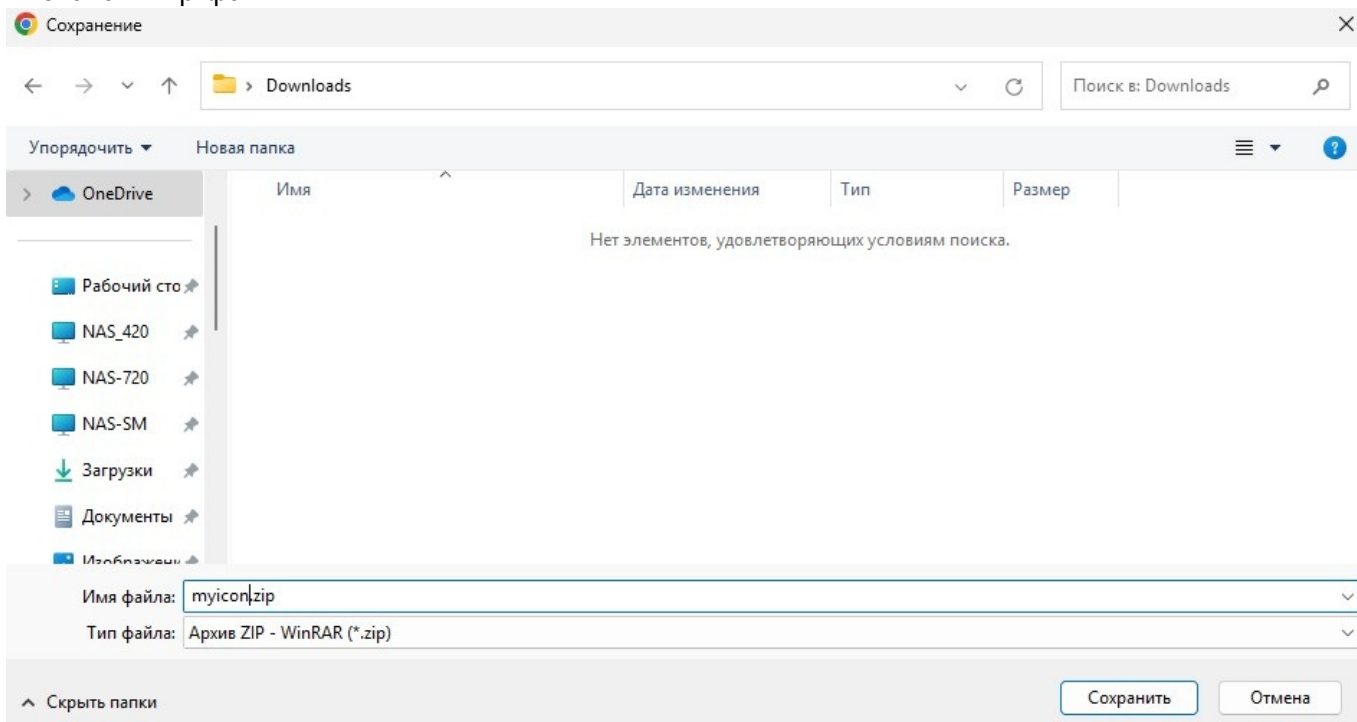 Сохранение
Downloads
Поиск в: Downloads
Упорядочить
Новая папка
OneDrive
Имя
Дата изменения
Тип
Размер
Нет элементов, удовлетворяющих условиям поиска.
Рабочий сто
NAS_420
NAS-720
NAS-SM
Загрузки
Документы
Имя файла: myicon.zip
Тип файла: Архив ZIP - WinRAR (*.zip)
Скрыть папки
Сохранить
Отмена